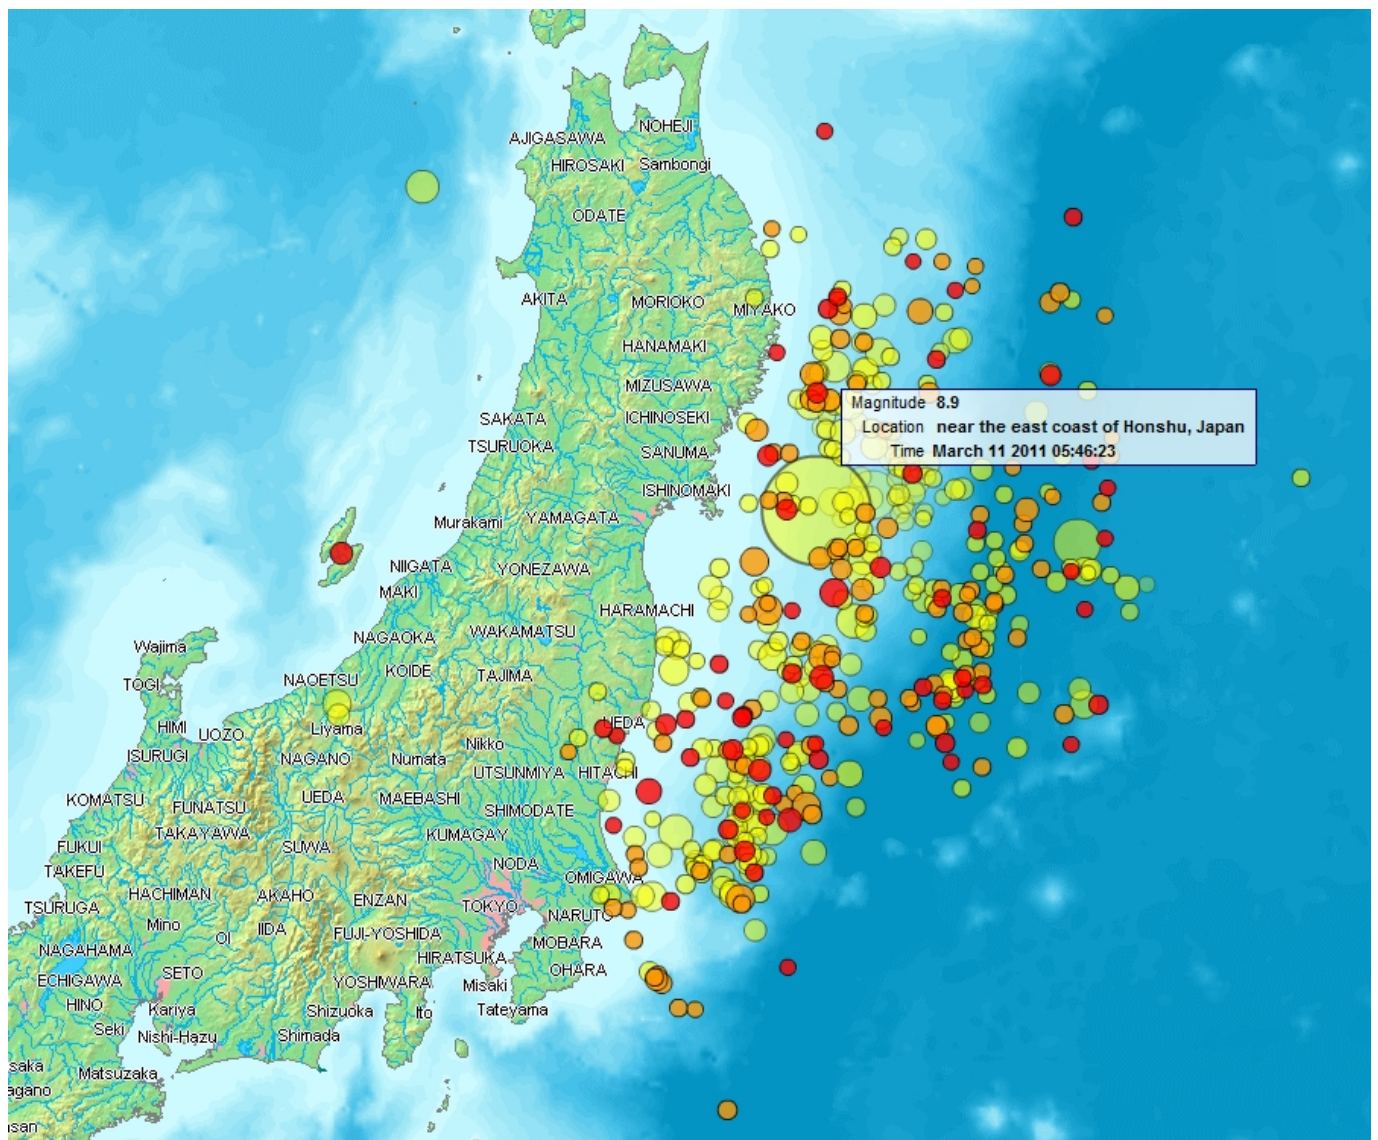 NOHEJI
AJIGASAWA
HIROSAKI Sambongi
ODATE
AKITA MORIOKO MIYAKO
HANAMAKI
MIZUSAWA
Magnitude 8.9
SAKATA ICHINOSEKI
Location near the east coast of Honshu, Japan
TSURUOKA SANUMA
Time March 11 2011 05:46:23
ISHINOMAKI
Murakami YAMAGATA
NIIGATA YONEZAWA
MAKI
HARAMACHI
NAGAOKA WAKAMATSU
Wajima
KOIDE TAJIMA
TOGI NAOETSU
HIMI UOZO Liyama UEDA
ISURUGI NAGANO Numata Nikko
UTSUNMIYA HITACHI
KOMATSU FUNATSU UEDA MAEBASHI SHIMODATE
TAKAYAWA KUMAGAY
FUKUI SUWA
TAKEFU NODA
OMIGAWA
HACHIMAN AKAHO ENZAN
TSURUGA TOKYO NARUTO
Mino OI IIDA FUJI-YOSHIDA
NAGAHAMA MOBARA
HIRATSUKA
SETO OHARA
ECHIGAWA YOSHIWARA Misaki
HINO Kariya Shizuoka Ito Tateyama
Seki Nishi-Hazu Shimada
saka
Matsuzaka
agano
isan